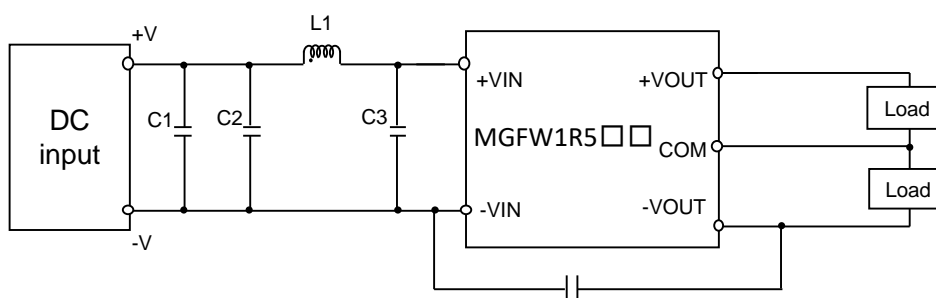 +V
L1
DC
input
C1
C2
C3
+VIN
+VOUT
Load
MGFW1R5□□
COM
Load
-VIN
-VOUT
-V